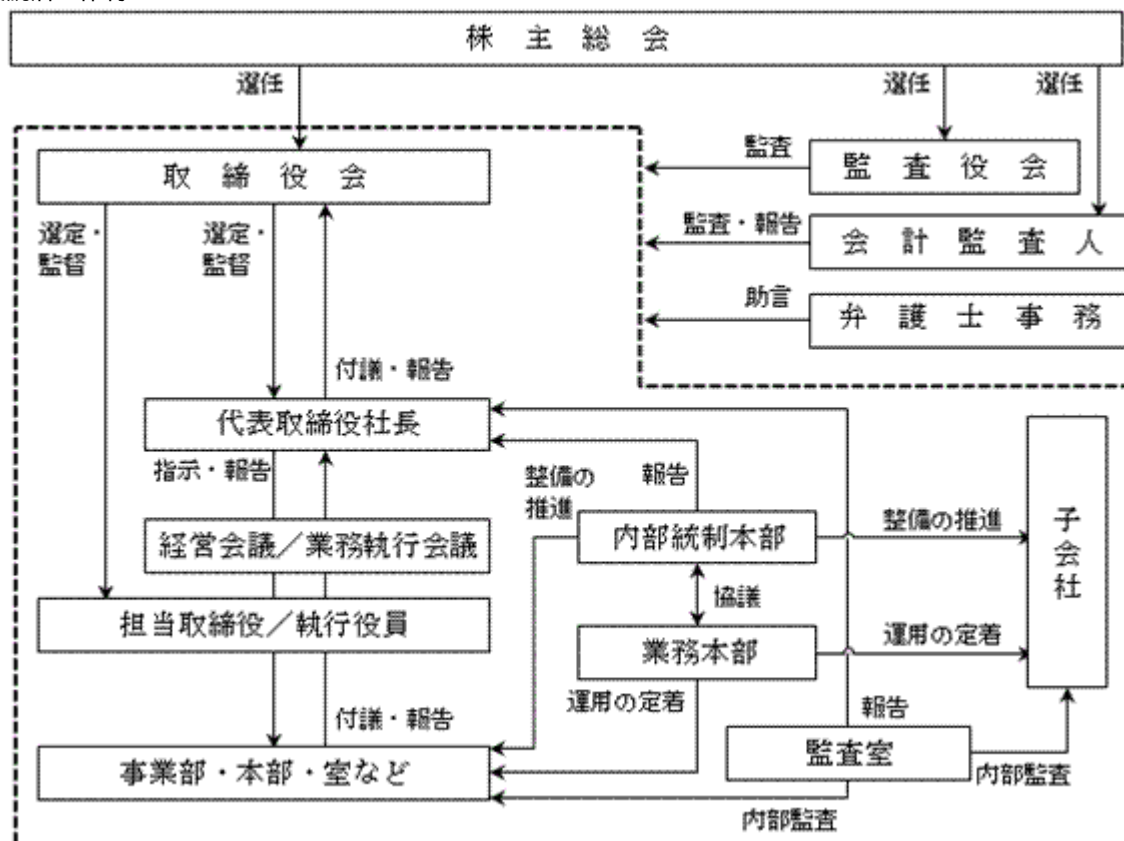 株主総会
選任
選任
選任
取締役会
監査
監査役会
選定・
監督
選定・
監督
監査・報告
会計監査人
助言
弁護士事務
付議・報告
代表取締役社長
指示・報告
整備の
推進
報告
内部統制本部
整備の推進
子会社
経営会議／業務執行会議
協議
担当取締役／執行役員
業務本部
運用の定着
運用の定着
付議・報告
報告
監査室
事業部・本部・室など
内部監査
内部監査